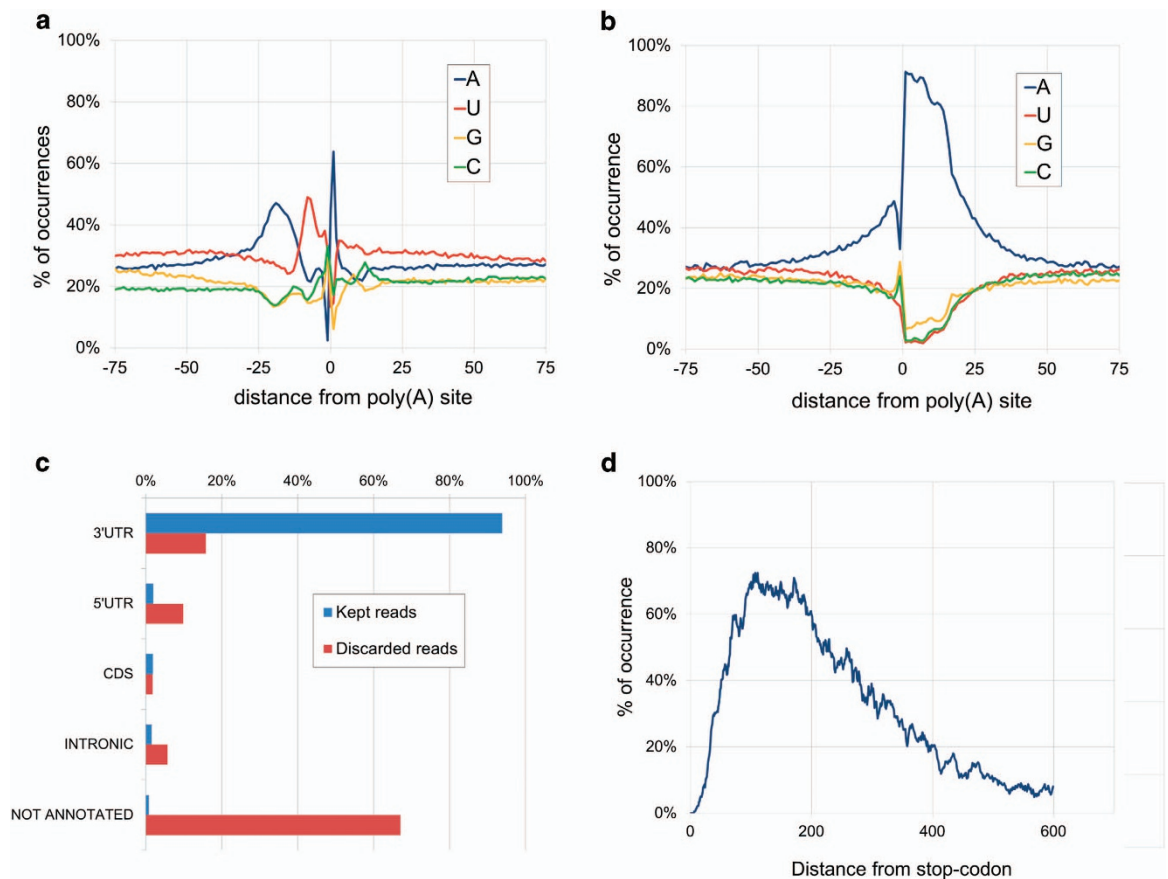 a
100%
80%
60%
40%
20%
0%
% of occurrences
A
U
G
C
-75
-50
-25
0
25
50
75
distance from poly(A) site
b
100%
80%
60%
40%
20%
0%
% of occurrence
A
U
G
C
-75
-50
-25
0
25
50
75
distance from poly(A) site
c
0%
20%
40%
60%
80%
100%
3'UTR
5'UTR
CDS
INTRONIC
NOT ANNOTATED
Kept reads
Discarded reads
d
100%
80%
60%
40%
20%
0%
% of occurrence
0
200
400
600
Distance from stop-codon